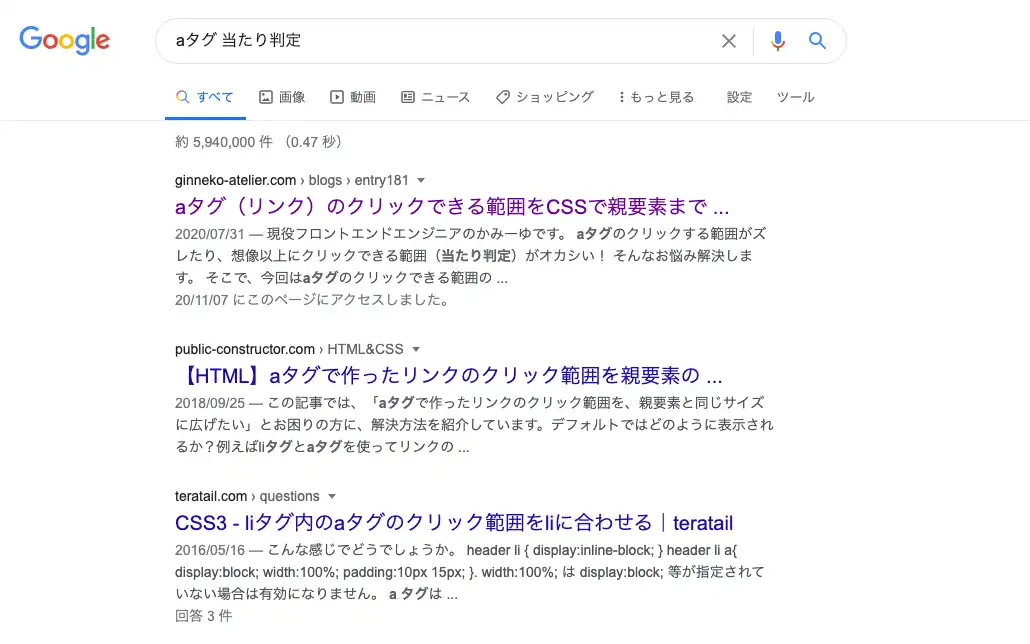 Google
aタグ 当たり判定
すべて 画像 動画 ニュース ショッピング もっと見る 設定 ツール
約 5,940,000 件 （0.47 秒）
ginneko-atelier.com › blogs › entry181
aタグ（リンク）のクリックできる範囲をCSSで親要素まで ...
2020/07/31 — 現役フロントエンドエンジニアのかみーゆです。 aタグのクリックする範囲がズ
レたり、想像以上にクリックできる範囲（当たり判定）がオカシい！ そんなお悩み解決しま
す。 そこで、今回はaタグのクリックできる範囲の ...
20/11/07 にこのページにアクセスしました。
public-constructor.com › HTML&CSS
【HTML】aタグで作ったリンクのクリック範囲を親要素の ...
2018/09/25 — この記事では、「aタグで作ったリンクのクリック範囲を、親要素と同じサイズ
に広げたい」とお困りの方に、解決方法を紹介しています。デフォルトではどのように表示され
るか？例えばliタグとaタグを使ってリンクの ...
teratail.com › questions
CSS3 - liタグ内のaタグのクリック範囲をliに合わせる｜teratail
2016/05/16 — こんな感じでどうでしょうか。 header li { display:inline-block; } header li a{
display:block; width:100%; padding:10px 15px; }. width:100%; は display:block; 等が指定されて
いない場合は有効になりません。 a タグは ...
回答 3 件